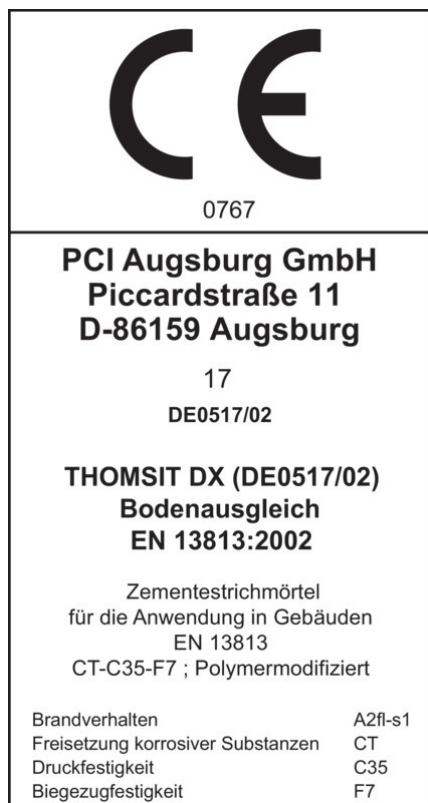 CE
0767
PCI Augsburg GmbH
Piccardstraße 11
D-86159 Augsburg
17
DE0517/02
THOMSIT DX (DE0517/02)
Bodenausgleich
EN 13813:2002
Zementestrichmörtel
für die Anwendung in Gebäuden
EN 13813
CT-C35-F7 ; Polymermodifiziert
Brandverhalten A2fl-s1
Freisetzung korrosiver Substanzen CT
Druckfestigkeit C35
Biegezugfestigkeit F7